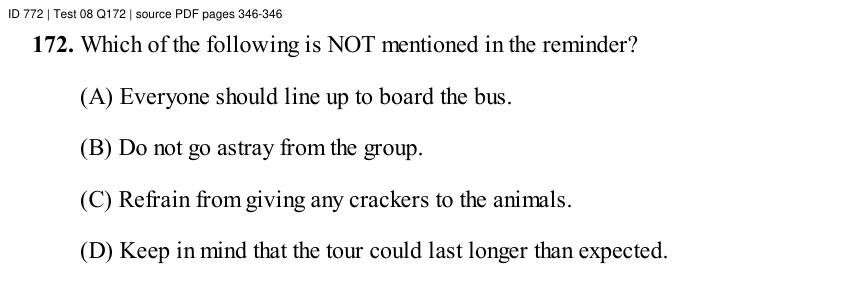 ID 772 | Test 08 Q172 | source PDF pages 346-346
172. Which of the following is NOT mentioned in the reminder?
(A) Everyone should line up to board the bus.
(B) Do not go astray from the group.
(C) Refrain from giving any crackers to the animals.
(D) Keep in mind that the tour could last longer than expected.